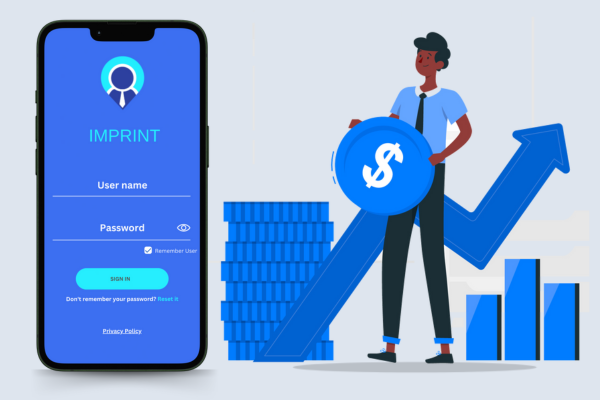 IMPRINT
User name
Password
Remember User
SIGN IN
Don't remember your password? Reset it
Privacy Policy
$